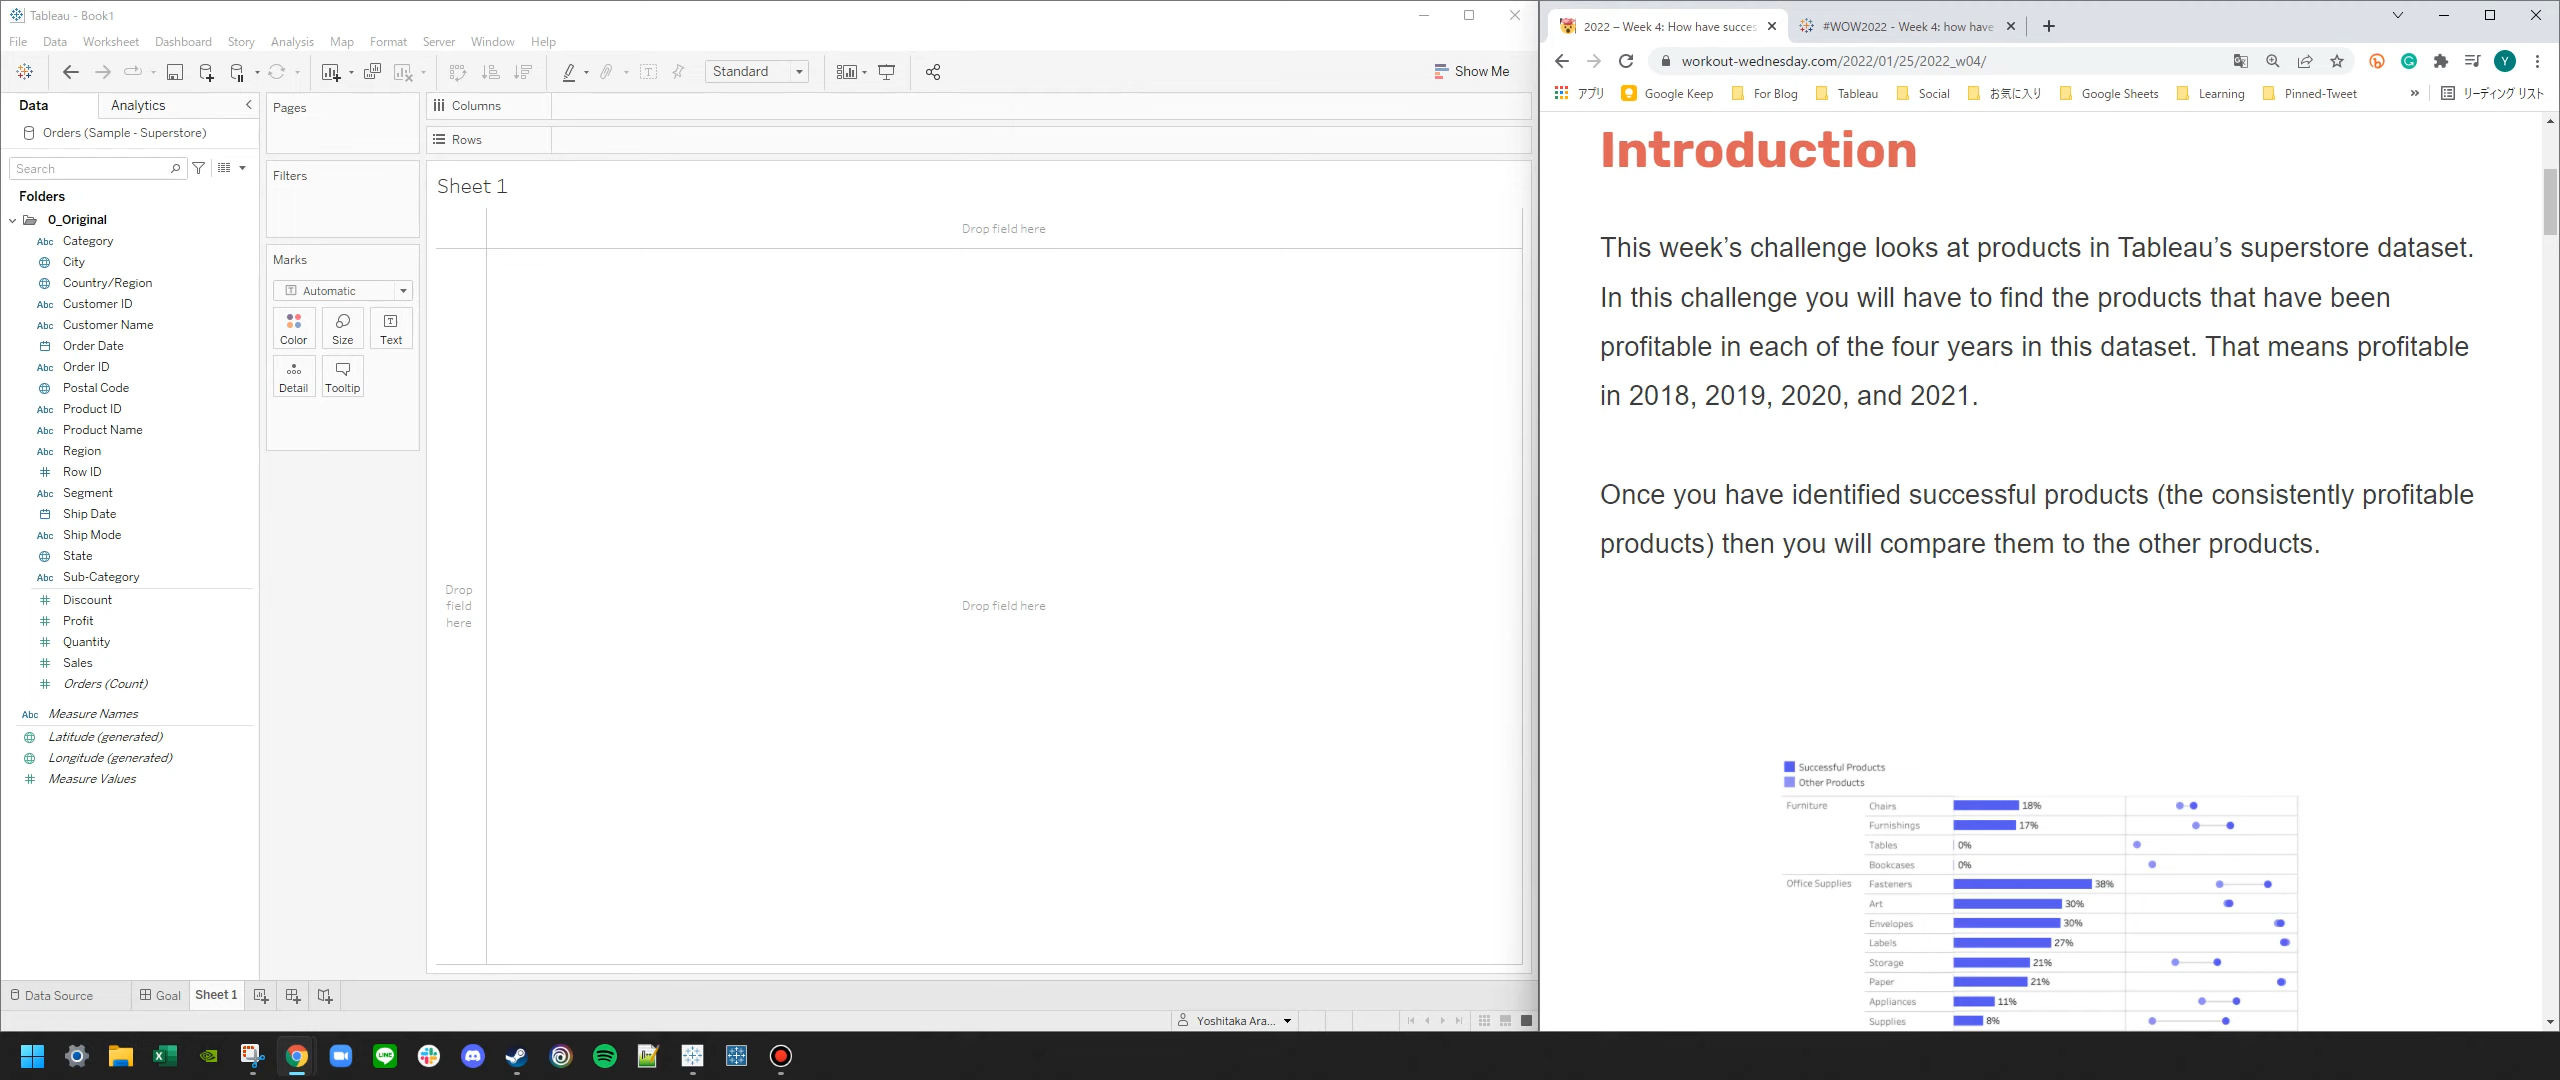 Tableau - Book1
File Data Worksheet Dashboard Story Analysis Map Format Server Window Help
Standard
Show Me
Data Analytics
Orders (Sample - Superstore)
Search
Folders
0_Original
Abc Category
City
Country/Region
Abc Customer ID
Abc Customer Name
Order Date
Abc Order ID
Postal Code
Abc Product ID
Abc Product Name
Abc Region
Row ID
Abc Segment
Ship Date
Abc Ship Mode
State
Abc Sub-Category
Discount
Profit
Quantity
Sales
Orders (Count)
Abc Measure Names
Latitude (generated)
Longitude (generated)
Measure Values
Pages
Filters
Marks
Automatic
Color Size Text
Detail Tooltip
Columns
Rows
Sheet 1
Drop field here
Drop
field
here
Drop field here
Data Source Goal Sheet 1
Yoshitaka Ara...
2022 – Week 4: How have succes
#WOW2022 - Week 4: how have
workout-wednesday.com/2022/01/25/2022_w04/
Y
アプリ Google Keep For Blog Tableau Social お気に入り Google Sheets Learning Pinned-Tweet » リーディング リスト
Introduction
This week’s challenge looks at products in Tableau’s superstore dataset.
In this challenge you will have to find the products that have been
profitable in each of the four years in this dataset. That means profitable
in 2018, 2019, 2020, and 2021.
Once you have identified successful products (the consistently profitable
products) then you will compare them to the other products.
Successful Products
Other Products
Furniture Chairs 18%
Furnishings 17%
Tables 0%
Bookcases 0%
Office Supplies Fasteners 38%
Art 30%
Envelopes 30%
Labels 27%
Storage 21%
Paper 21%
Appliances 11%
Supplies 8%
LINE